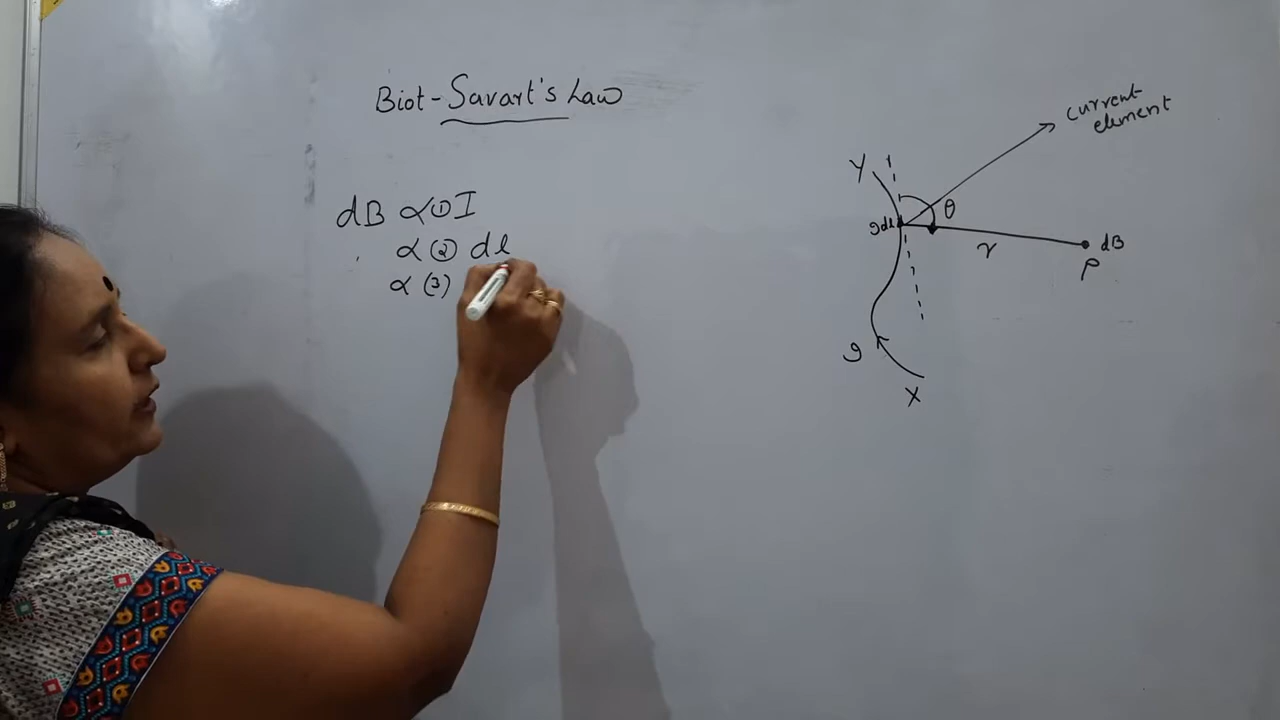 Biot-Savart's Law
dB α ① I
α ② dl
α (3)
current
element
Y
θ
Idl
r
dB
P
I
X